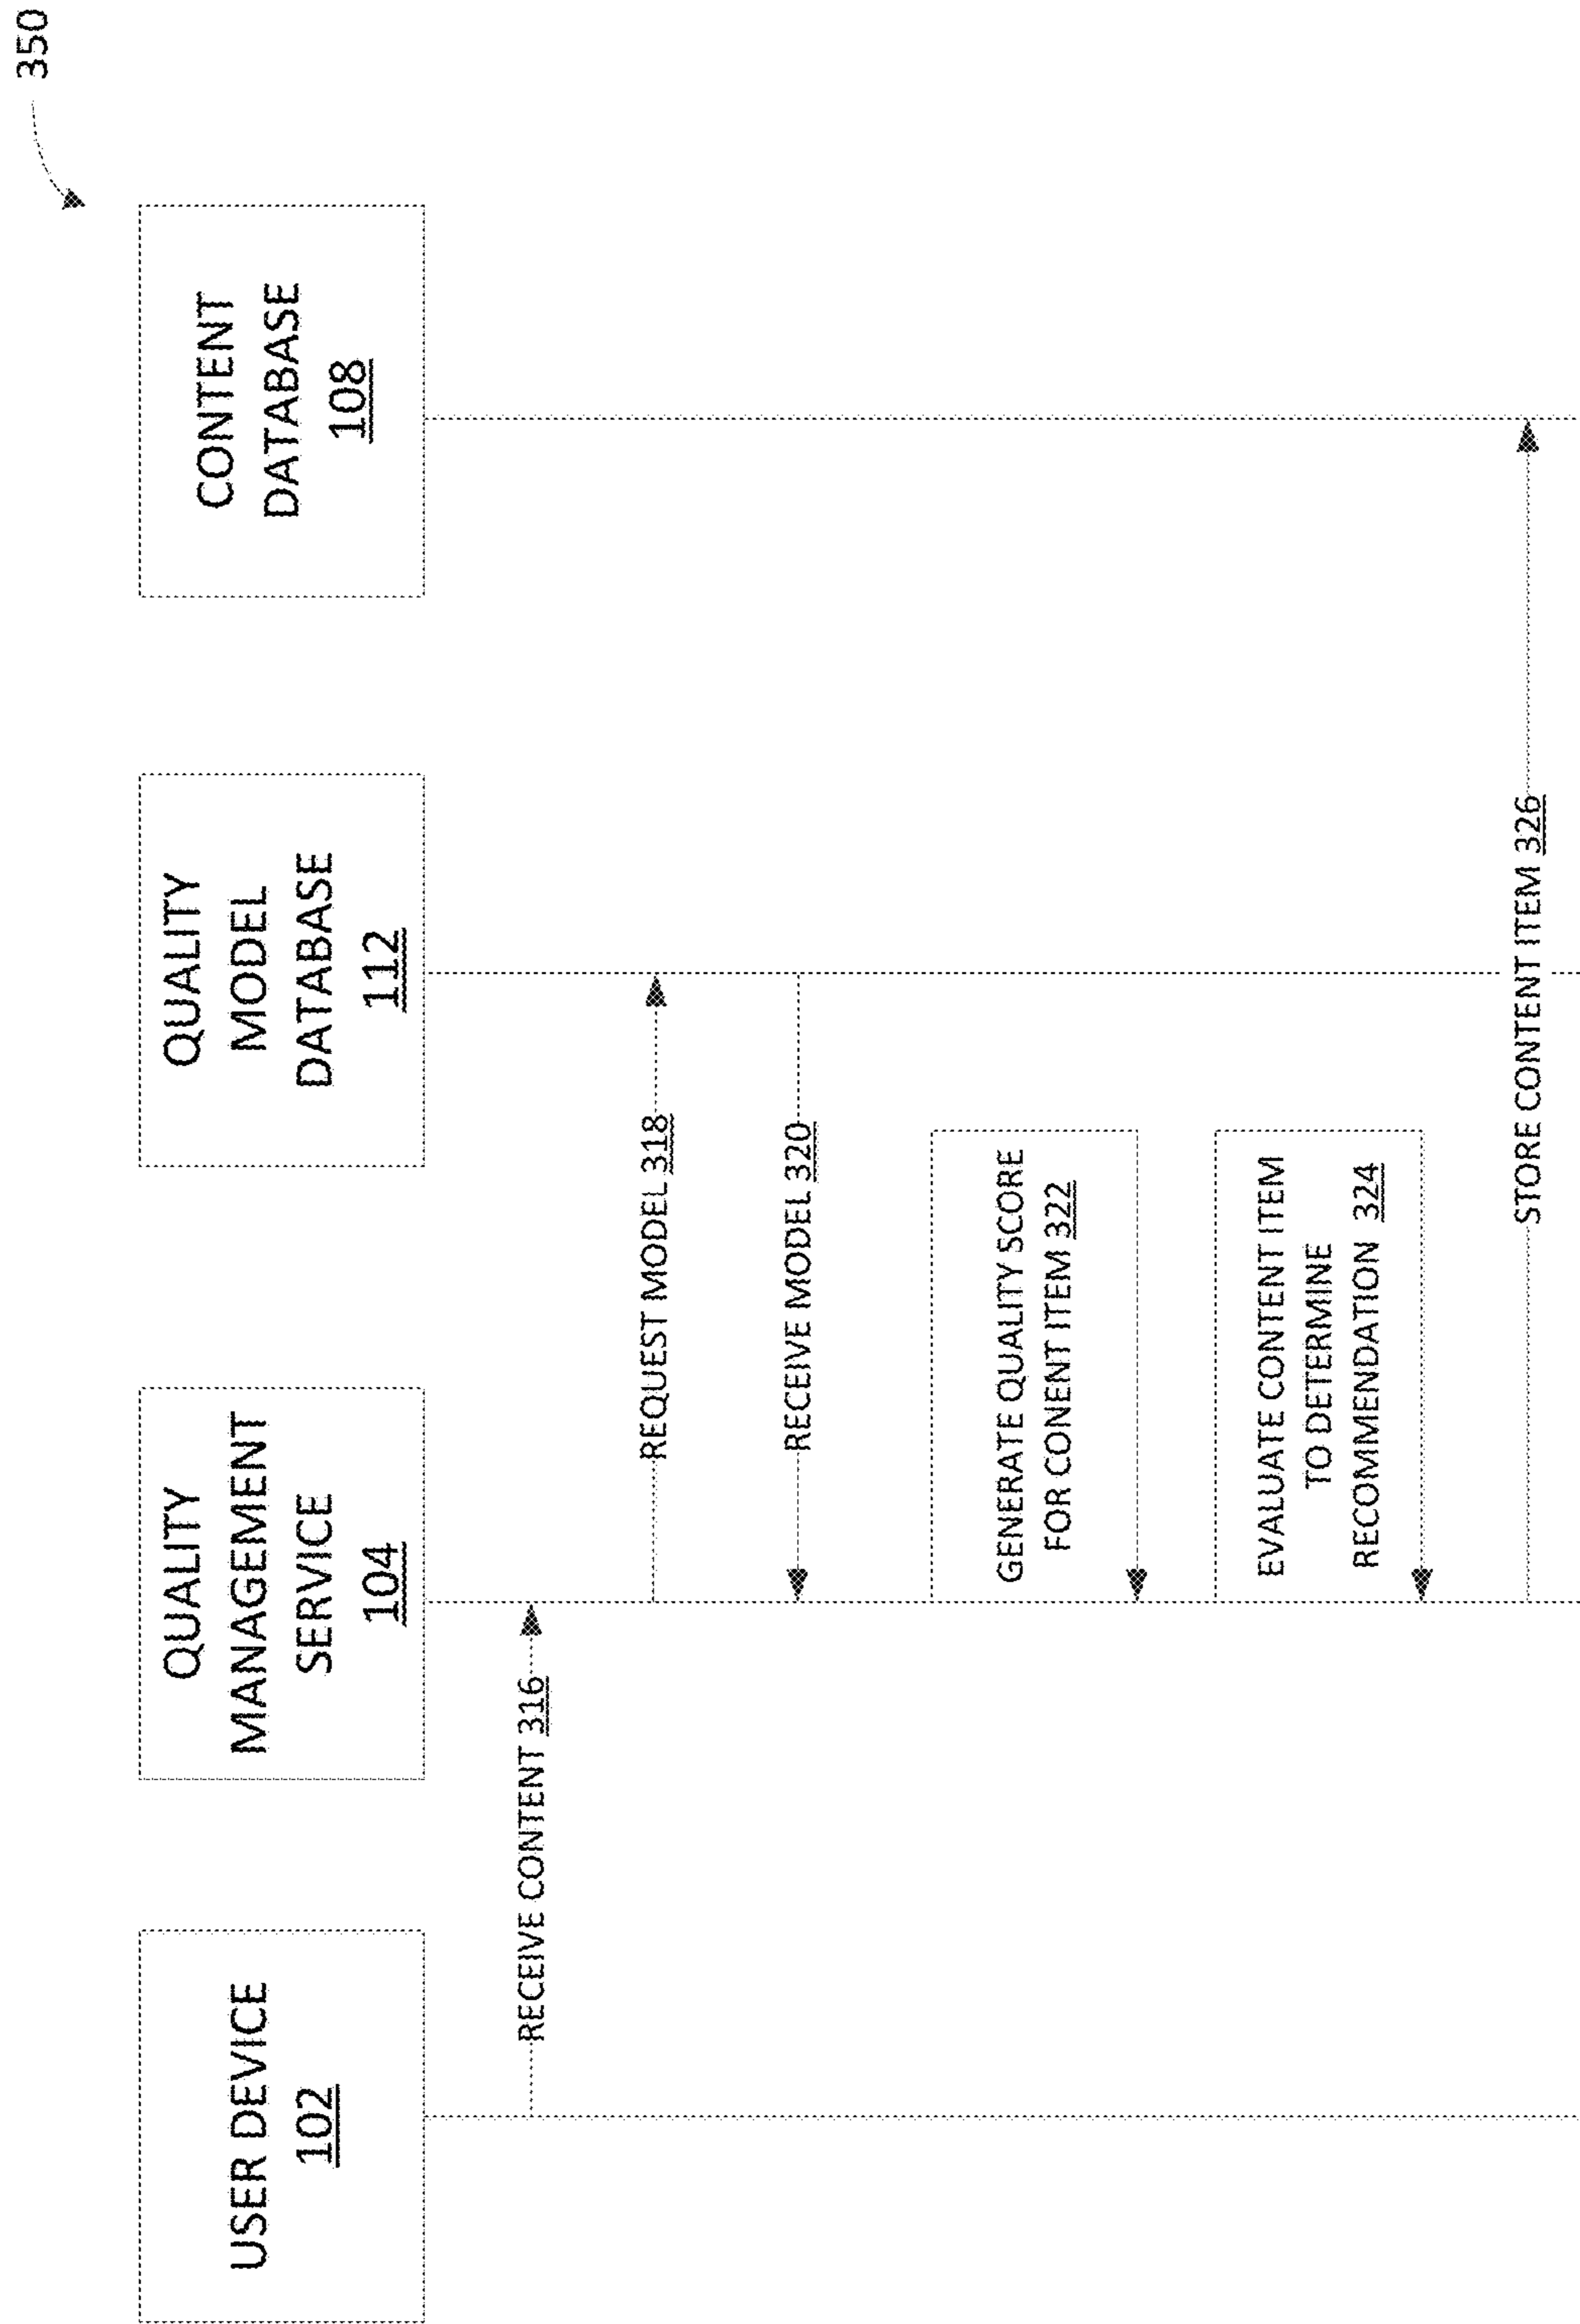 350
USER DEVICE
102
QUALITY
MANAGEMENT
SERVICE
104
QUALITY
MODEL
DATABASE
112
CONTENT
DATABASE
108
RECEIVE CONTENT 316
REQUEST MODEL 318
RECEIVE MODEL 320
GENERATE QUALITY SCORE
FOR CONENT ITEM 322
EVALUATE CONTENT ITEM
TO DETERMINE
RECOMMENDATION 324
STORE CONTENT ITEM 326